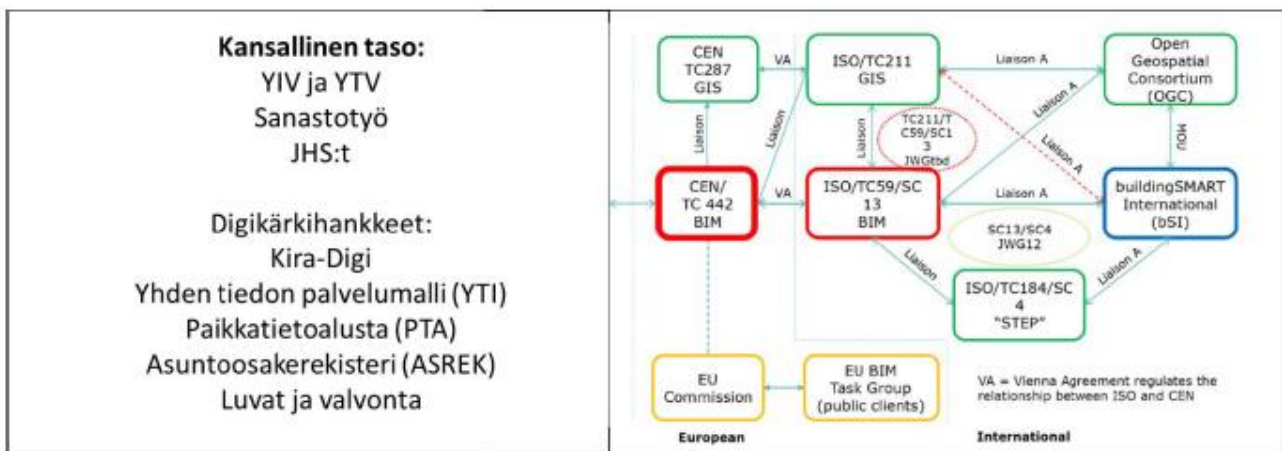 Kansallinen taso:
YIV ja YTV
Sanastotyö
JHS:t
Digikärkihankkeet:
Kira-Digi
Yhden tiedon palvelumalli (YTI)
Paikkatietoalusta (PTA)
Asuntoosakerekisteri (ASREK)
Luvat ja valvonta
CEN
TC287
GIS
VA
ISO/TC211
GIS
Liaison A
Open
Geospatial
Consortium
(OGC)
Liaison
Liaison
Liaison
TC211/T
C59/SC1
3
JWGtbd
Liaison A
Liaison A
MOU
CEN/
TC 442
BIM
VA
ISO/TC59/SC
13
BIM
Liaison A
buildingSMART
International
(bSI)
SC13/SC4
JWG12
Liaison
Liaison A
ISO/TC184/SC
4
"STEP"
EU
Commission
EU BIM
Task Group
(public clients)
VA = Vienna Agreement regulates the
relationship between ISO and CEN
European
International